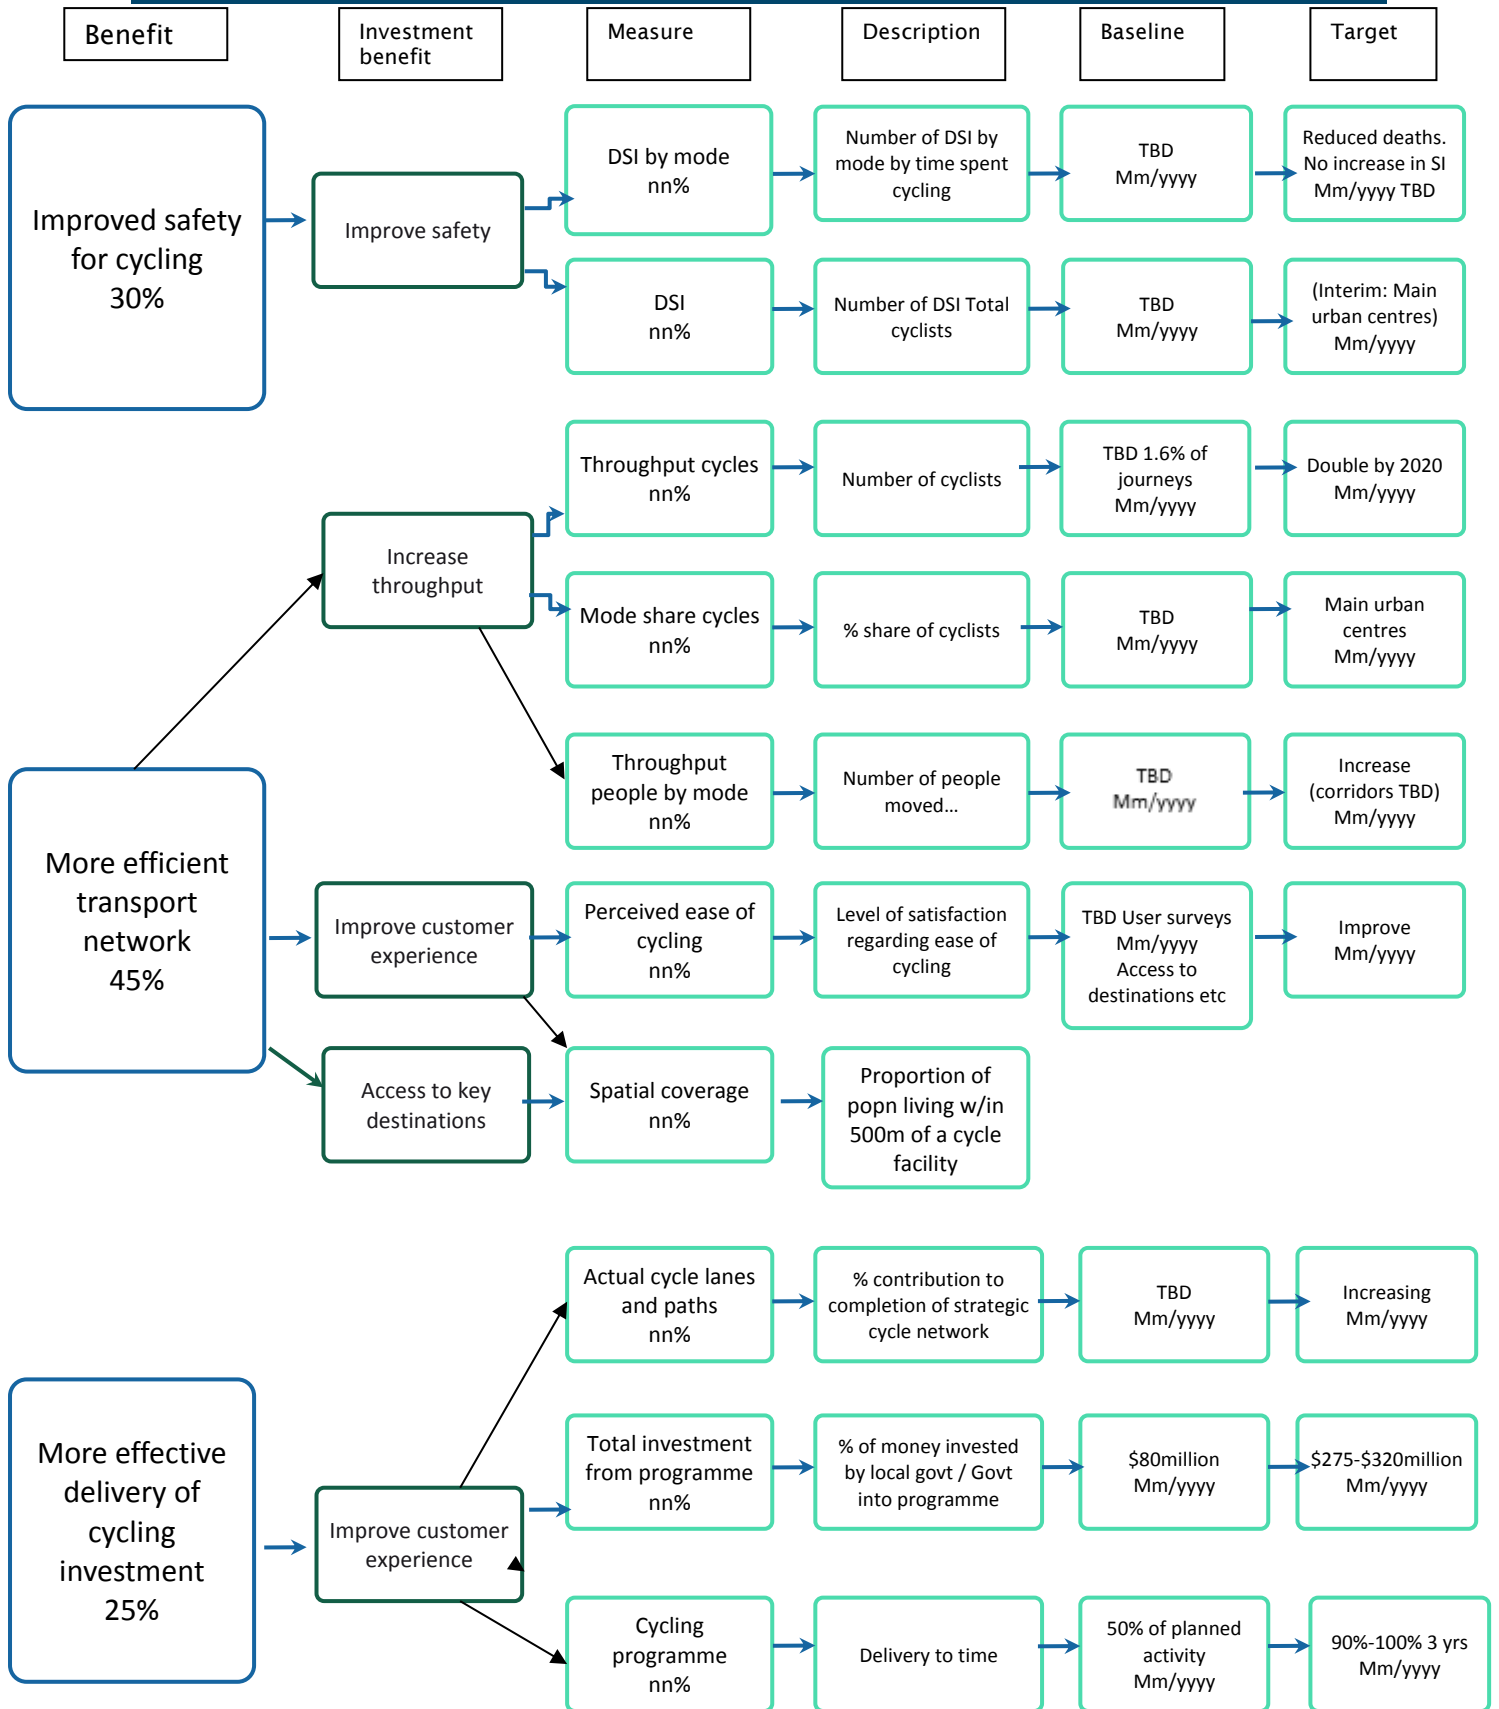 Benefit
Investment
benefit
Measure
Description
Baseline
Target
Improved safety
for cycling
30%
Improve safety
DSI by mode
nn%
Number of DSI by
mode by time spent
cycling
TBD
Mm/yyyy
Reduced deaths.
No increase in SI
Mm/yyyy TBD
DSI
nn%
Number of DSI Total
cyclists
TBD
Mm/yyyy
(Interim: Main
urban centres)
Mm/yyyy
More efficient
transport
network
45%
Increase
throughput
Throughput cycles
nn%
Number of cyclists
TBD 1.6% of
journeys
Mm/yyyy
Double by 2020
Mm/yyyy
Mode share cycles
nn%
% share of cyclists
TBD
Mm/yyyy
Main urban
centres
Mm/yyyy
Throughput
people by mode
nn%
Number of people
moved...
TBD
Mm/yyyy
Increase
(corridors TBD)
Mm/yyyy
Improve customer
experience
Perceived ease of
cycling
nn%
Level of satisfaction
regarding ease of
cycling
TBD User surveys
Mm/yyyy
Access to
destinations etc
Improve
Mm/yyyy
Access to key
destinations
Spatial coverage
nn%
Proportion of
popn living w/in
500m of a cycle
facility
More effective
delivery of
cycling
investment
25%
Improve customer
experience
Actual cycle lanes
and paths
nn%
% contribution to
completion of strategic
cycle network
TBD
Mm/yyyy
Increasing
Mm/yyyy
Total investment
from programme
nn%
% of money invested
by local govt / Govt
into programme
$80million
Mm/yyyy
$275-$320million
Mm/yyyy
Cycling
programme
nn%
Delivery to time
50% of planned
activity
Mm/yyyy
90%-100% 3 yrs
Mm/yyyy